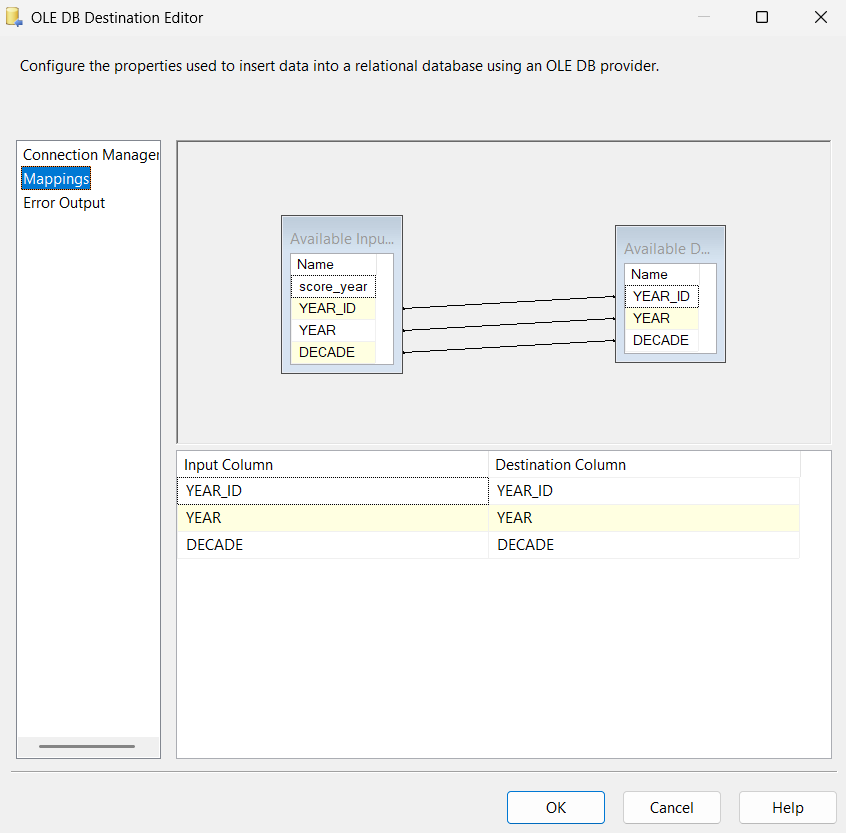 OLE DB Destination Editor
Configure the properties used to insert data into a relational database using an OLE DB provider.
Connection Manager
Mappings
Error Output
Available Inpu...
Name
score_year
YEAR_ID
YEAR
DECADE
Available D...
Name
YEAR_ID
YEAR
DECADE
Input Column Destination Column
YEAR_ID YEAR_ID
YEAR YEAR
DECADE DECADE
OK Cancel Help